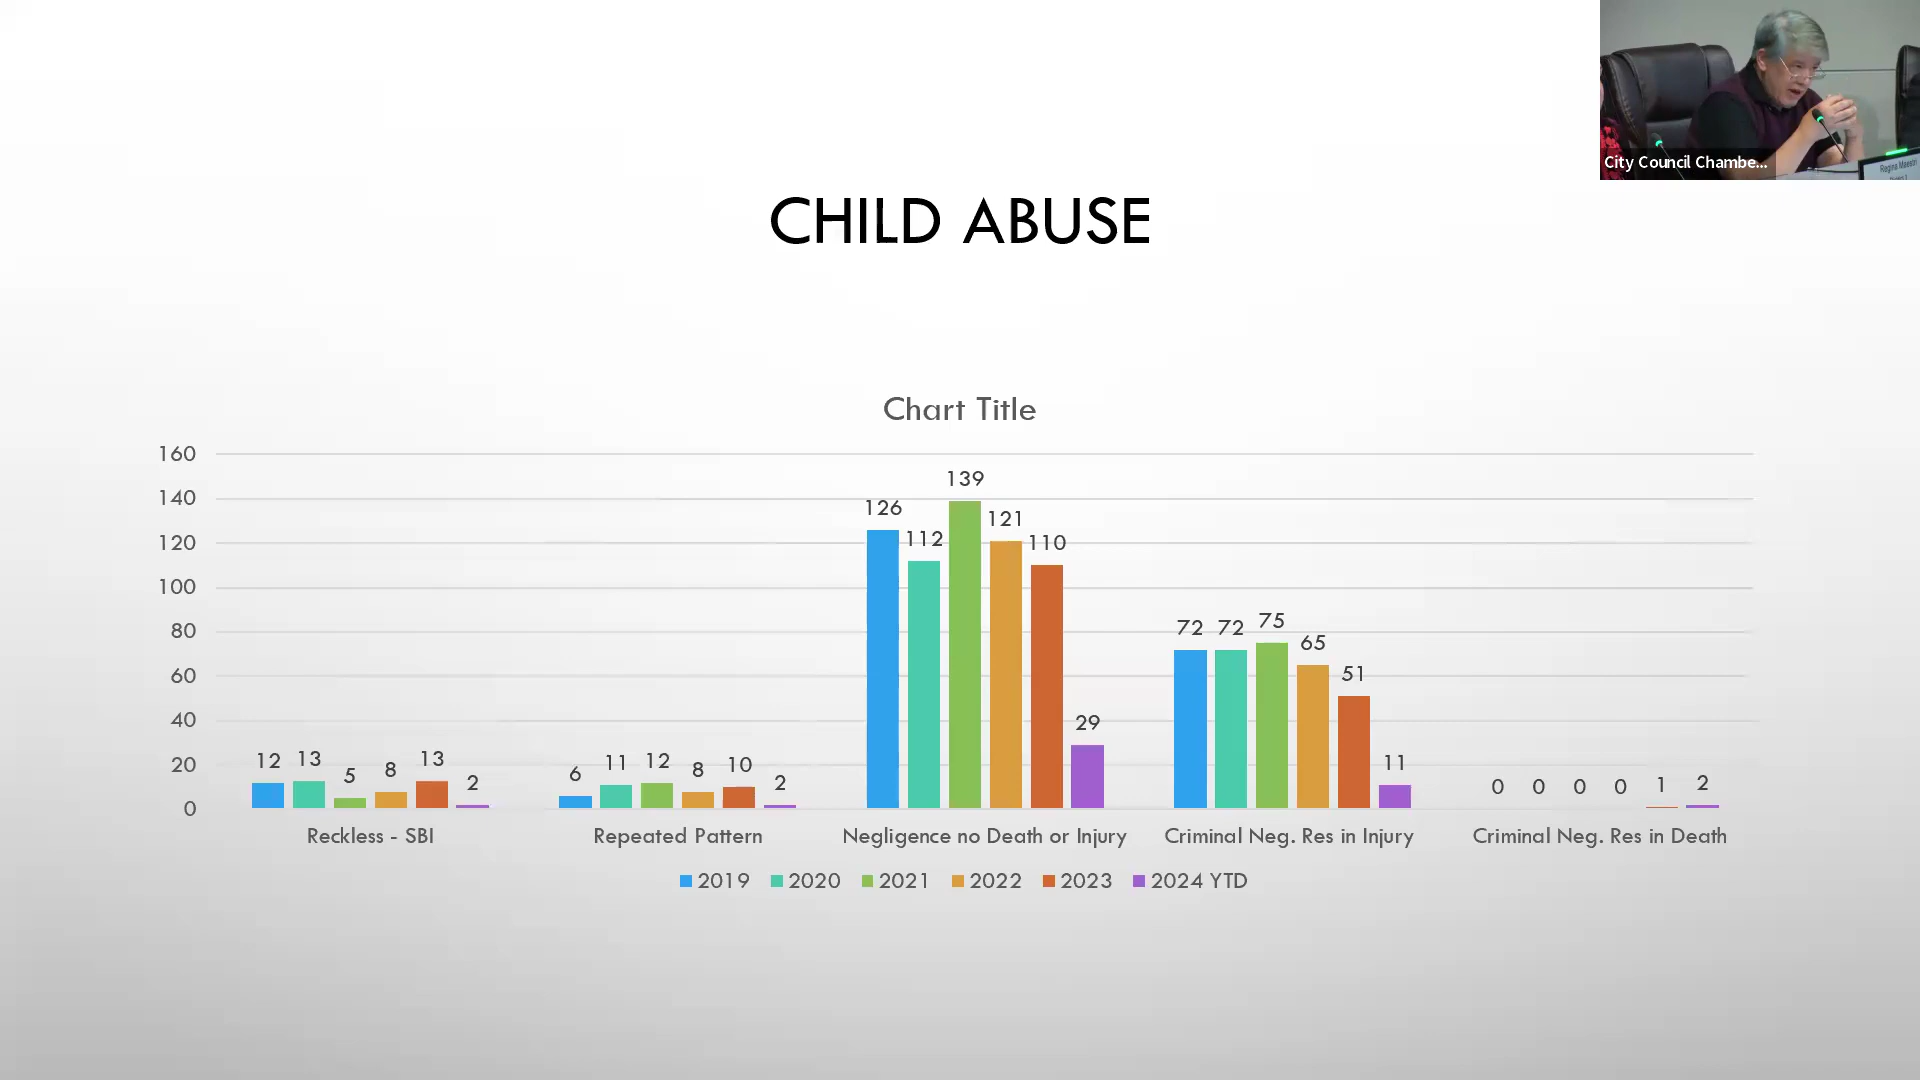 City Council Chambe...
Regina Maestri
CHILD ABUSE
Chart Title
160
140
120
100
80
60
40
20
0
12 13 5 8 13 2
6 11 12 8 10 2
126 112 139 121 110 29
72 72 75 65 51 11
0 0 0 0 1 2
Reckless - SBI
Repeated Pattern
Negligence no Death or Injury
Criminal Neg. Res in Injury
Criminal Neg. Res in Death
2019 2020 2021 2022 2023 2024 YTD